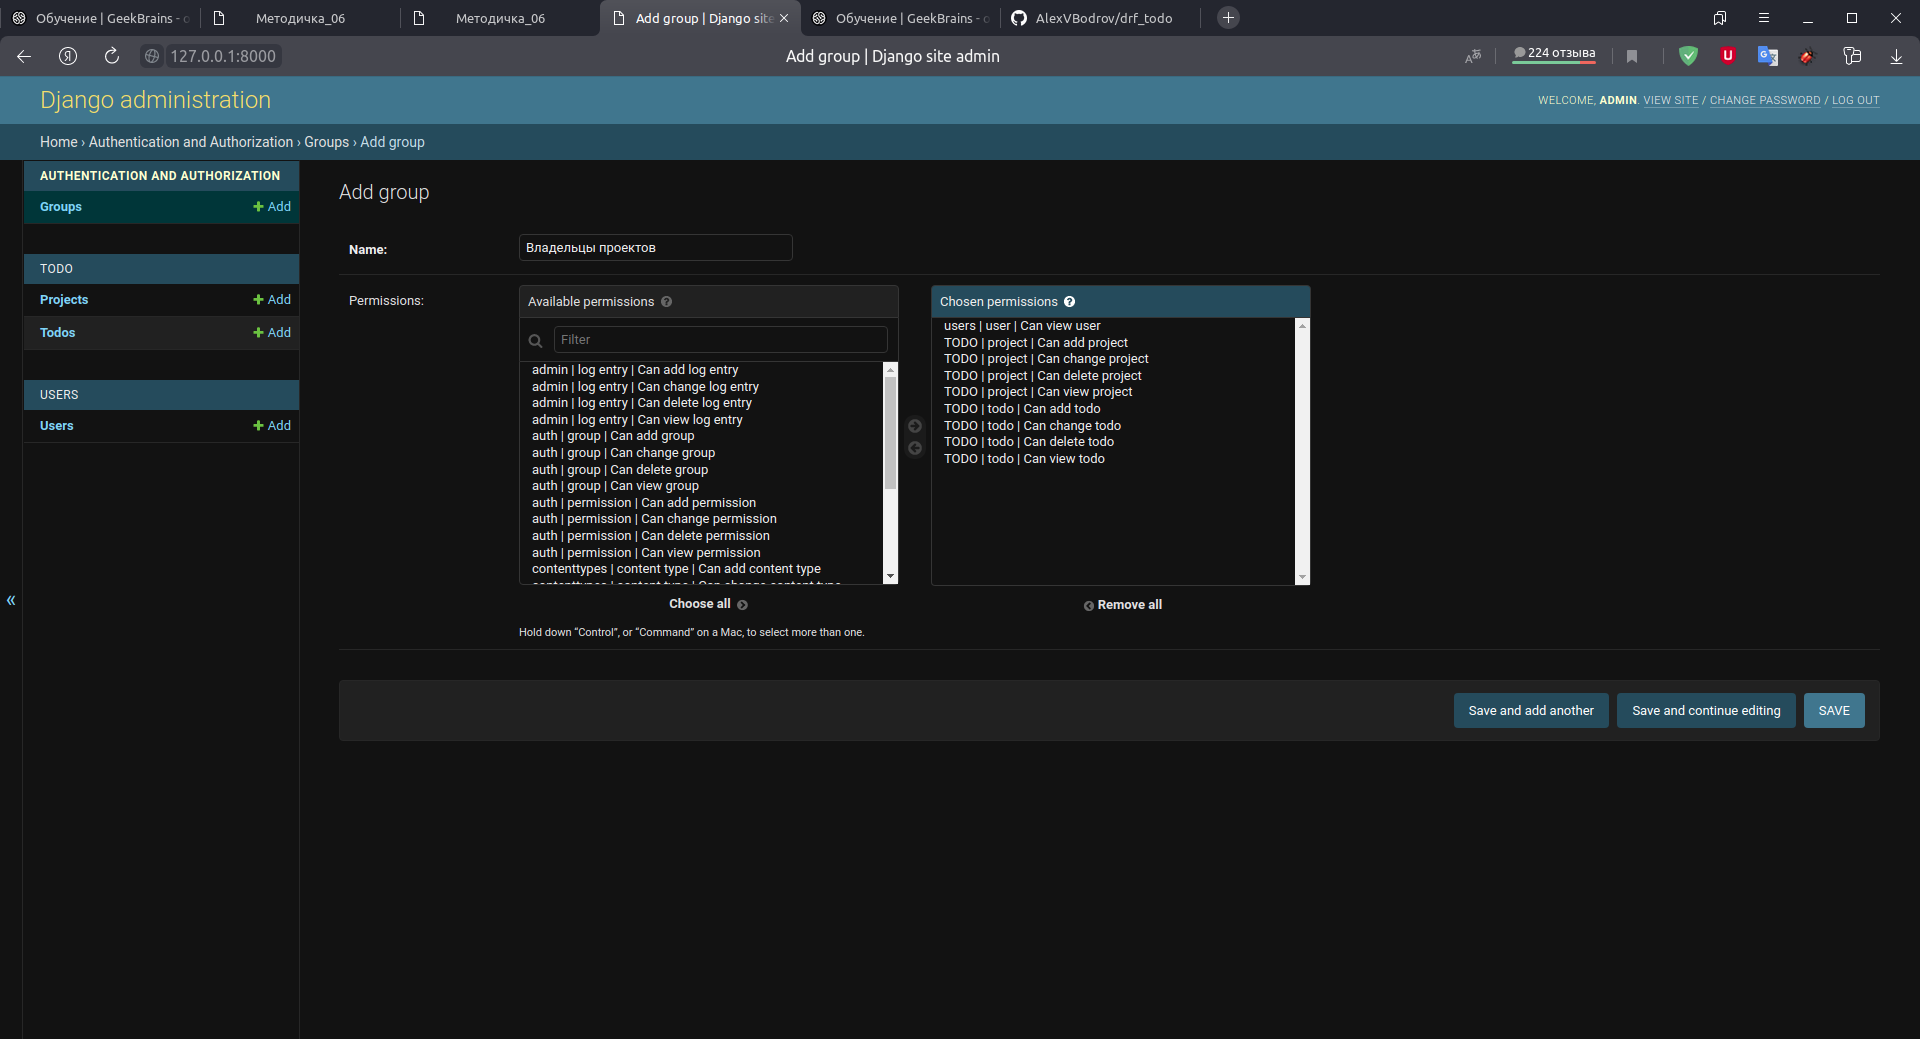 Обучение | GeekBrains - о
Методичка_06
Методичка_06
Add group | Django site
Обучение | GeekBrains - о
AlexVBodrov/drf_todo
127.0.0.1:8000
Add group | Django site admin
224 отзыва
Django administration
WELCOME, ADMIN. VIEW SITE / CHANGE PASSWORD / LOG OUT
Home › Authentication and Authorization › Groups › Add group
AUTHENTICATION AND AUTHORIZATION
Groups
Add
TODO
Projects
Add
Todos
Add
USERS
Users
Add
«
Add group
Name:
Владельцы проектов
Permissions:
Available permissions ?
Filter
admin | log entry | Can add log entry
admin | log entry | Can change log entry
admin | log entry | Can delete log entry
admin | log entry | Can view log entry
auth | group | Can add group
auth | group | Can change group
auth | group | Can delete group
auth | group | Can view group
auth | permission | Can add permission
auth | permission | Can change permission
auth | permission | Can delete permission
auth | permission | Can view permission
contenttypes | content type | Can add content type
contenttypes | content type | Can change content type
Choose all
Hold down “Control”, or “Command” on a Mac, to select more than one.
Chosen permissions ?
users | user | Can view user
TODO | project | Can add project
TODO | project | Can change project
TODO | project | Can delete project
TODO | project | Can view project
TODO | todo | Can add todo
TODO | todo | Can change todo
TODO | todo | Can delete todo
TODO | todo | Can view todo
Remove all
Save and add another
Save and continue editing
SAVE